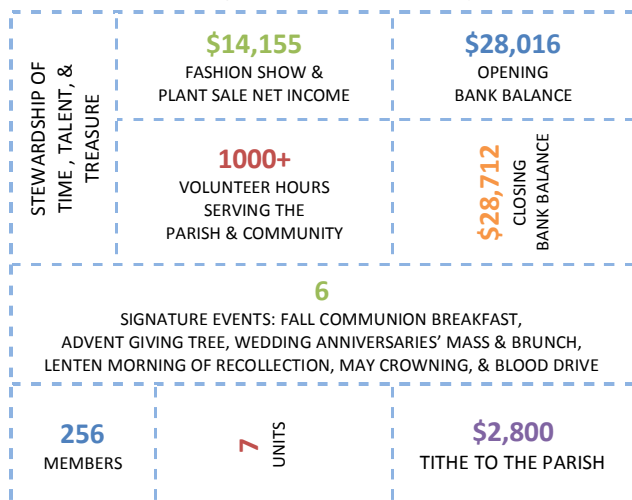 STEWARDSHIP OF
TIME , TALENT, &
TREASURE
$14,155
FASHION SHOW &
PLANT SALE NET INCOME
$28,016
OPENING
BANK BALANCE
1000+
VOLUNTEER HOURS
SERVING THE
PARISH & COMMUNITY
$28,712
CLOSING
BANK BALANCE
6
SIGNATURE EVENTS: FALL COMMUNION BREAKFAST,
ADVENT GIVING TREE, WEDDING ANNIVERSARIES' MASS & BRUNCH,
LENTEN MORNING OF RECOLLECTION, MAY CROWNING, & BLOOD DRIVE
256
MEMBERS
7
UNITS
$2,800
TITHE TO THE PARISH